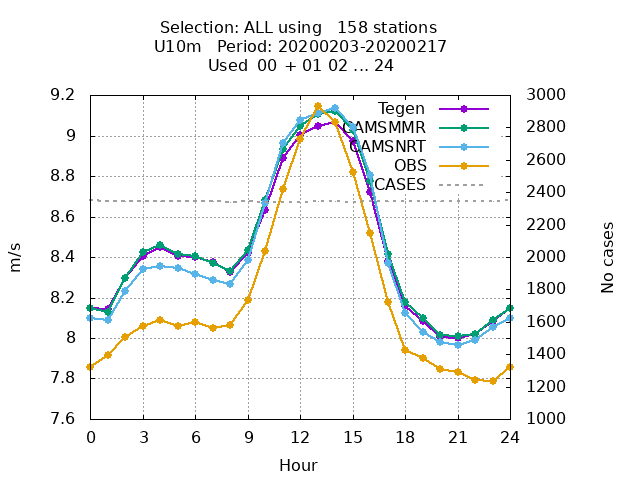 Selection: ALL using   158 stations
U10m   Period: 20200203-20200217
Used  00 + 01 02 ... 24
9.2
9
8.8
8.6
8.4
8.2
8
7.8
7.6
m/s
3000
2800
2600
2400
2200
2000
1800
1600
1400
1200
1000
No cases
Tegen
CAMSMMR
CAMSNRT
OBS
CASES
0 3 6 9 12 15 18 21 24
Hour